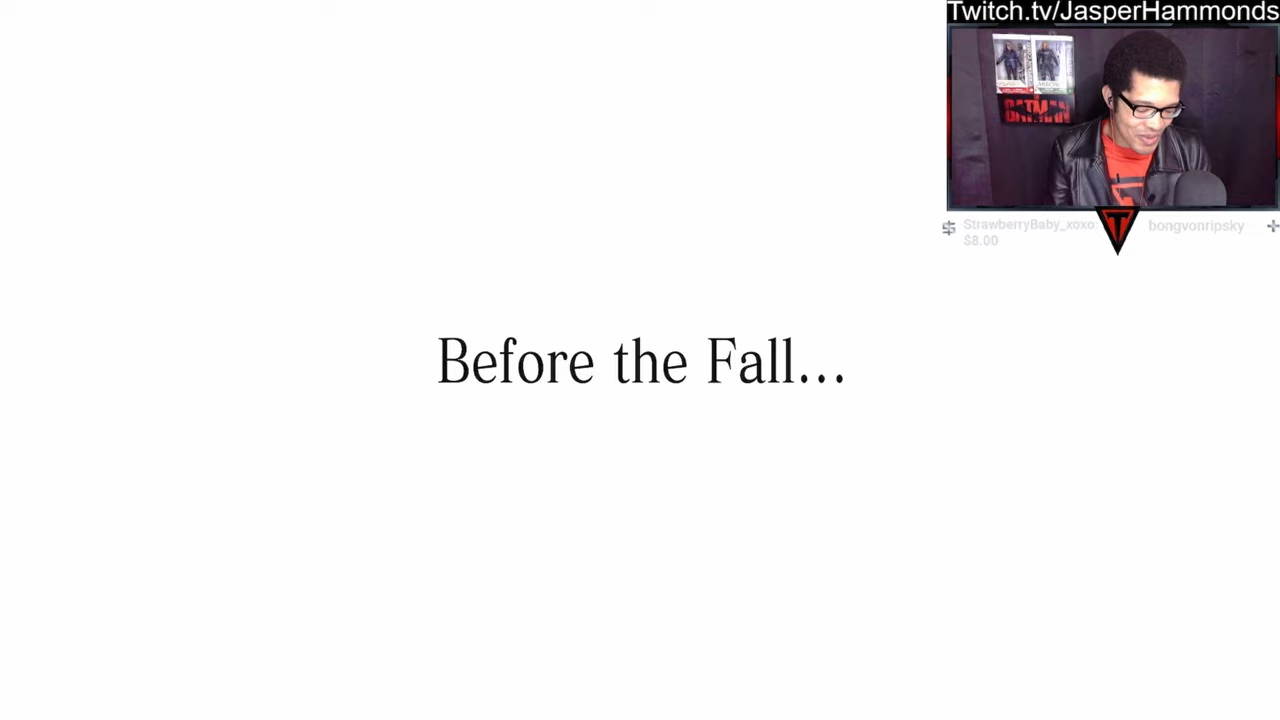 Twitch.tv/JasperHammonds
BATMAN
StrawberryBaby_xoxo:
$8.00
bongvonripsky
Before the Fall...